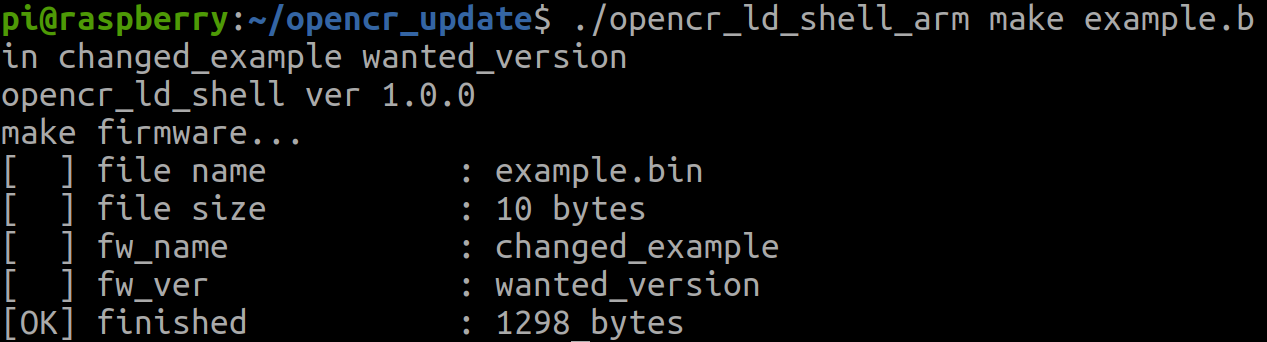 pi@raspberry:~/opencr_update$ ./opencr_ld_shell_arm make example.b
in changed_example wanted_version
opencr_ld_shell ver 1.0.0
make firmware...
[  ] file name          : example.bin
[  ] file size          : 10 bytes
[  ] fw_name            : changed_example
[  ] fw_ver             : wanted_version
[OK] finished           : 1298 bytes